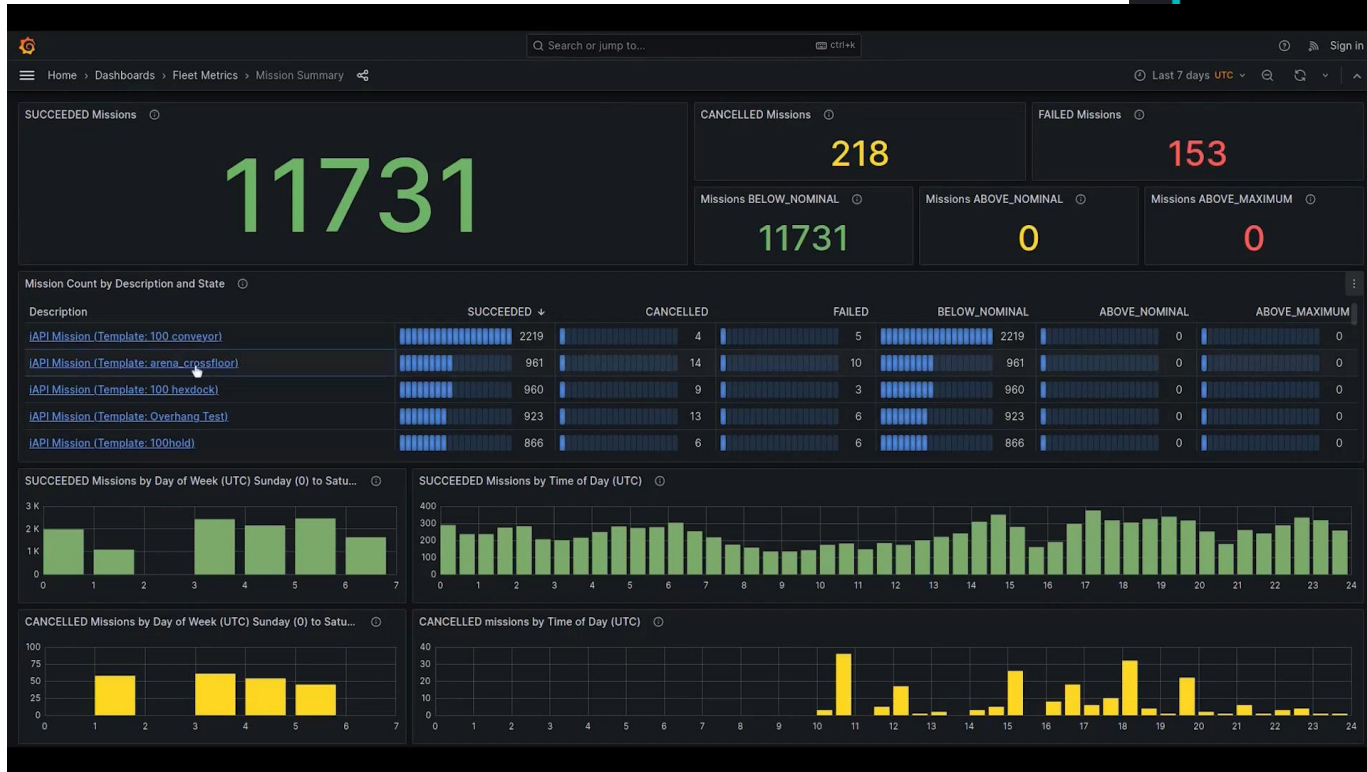 Search or jump to... ctrl+k Sign in
Home › Dashboards › Fleet Metrics › Mission Summary Last 7 days UTC
SUCCEEDED Missions
11731
CANCELLED Missions
218
FAILED Missions
153
Missions BELOW_NOMINAL
11731
Missions ABOVE_NOMINAL
0
Missions ABOVE_MAXIMUM
0
Mission Count by Description and State
Description SUCCEEDED CANCELLED FAILED BELOW_NOMINAL ABOVE_NOMINAL ABOVE_MAXIMUM
iAPI Mission (Template: 100 conveyor) 2219 4 5 2219 0 0
iAPI Mission (Template: arena_crossfloor) 961 14 10 961 0 0
iAPI Mission (Template: 100 hexdock) 960 9 3 960 0 0
iAPI Mission (Template: Overhang Test) 923 13 6 923 0 0
iAPI Mission (Template: 100hold) 866 6 6 866 0 0
SUCCEEDED Missions by Day of Week (UTC) Sunday (0) to Satu...
3 K
2 K
1 K
0
0 1 2 3 4 5 6 7
SUCCEEDED Missions by Time of Day (UTC)
400
300
200
100
0
0 1 2 3 4 5 6 7 8 9 10 11 12 13 14 15 16 17 18 19 20 21 22 23 24
CANCELLED Missions by Day of Week (UTC) Sunday (0) to Satu...
100
75
50
25
0
0 1 2 3 4 5 6 7
CANCELLED missions by Time of Day (UTC)
40
30
20
10
0
0 1 2 3 4 5 6 7 8 9 10 11 12 13 14 15 16 17 18 19 20 21 22 23 24